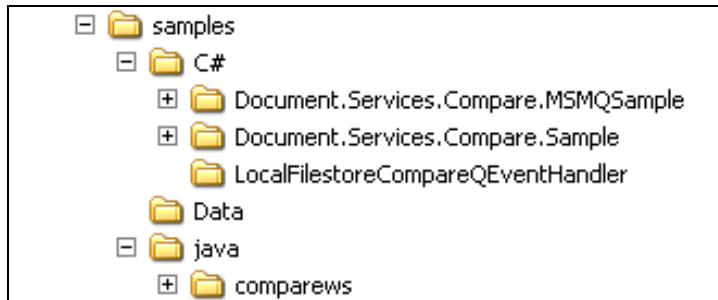 samples
C#
Document.Services.Compare.MSMQSample
Document.Services.Compare.Sample
LocalFilestoreCompareQEventHandler
Data
java
comparews